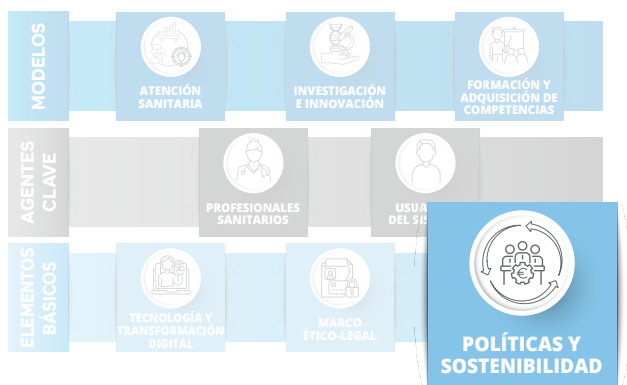 MODELOS
ATENCIÓN
SANITARIA
INVESTIGACIÓN
E INNOVACIÓN
FORMACIÓN Y
ADQUISICIÓN DE
COMPETENCIAS
AGENTES
CLAVE
PROFESIONALES
SANITARIOS
DEL
ELEMENTOS
BÁSICOS
TECNOLOGÍA Y
TRANSFORMACIÓN
DIGITAL
MARCO
ÉTICO-LEGAL
€
POLÍTICAS Y
SOSTENIBILIDAD